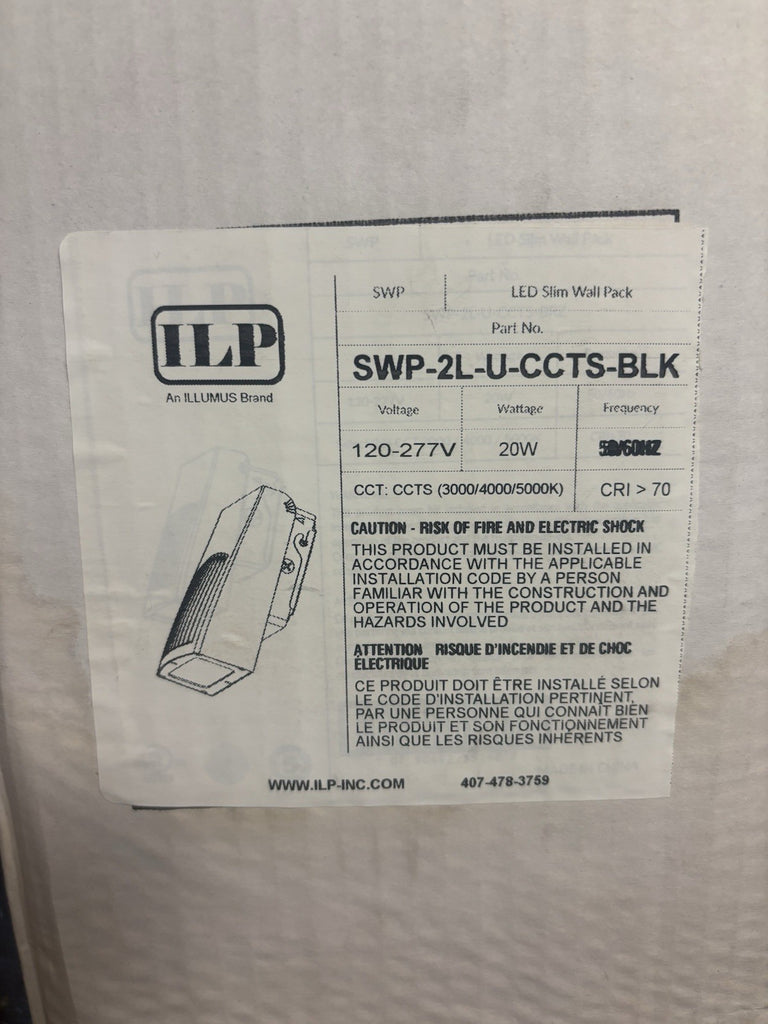 ILP
An ILLUMUS Brand
SWP LED Slim Wall Pack
Part No.
SWP-2L-U-CCTS-BLK
Voltage Wattage Frequency
120-277V 20W 50/60HZ
CCT: CCTS (3000/4000/5000K) CRI > 70
CAUTION - RISK OF FIRE AND ELECTRIC SHOCK
THIS PRODUCT MUST BE INSTALLED IN
ACCORDANCE WITH THE APPLICABLE
INSTALLATION CODE BY A PERSON
FAMILIAR WITH THE CONSTRUCTION AND
OPERATION OF THE PRODUCT AND THE
HAZARDS INVOLVED
ATTENTION RISQUE D'INCENDIE ET DE CHOC
ÉLECTRIQUE
CE PRODUIT DOIT ÊTRE INSTALLÉ SELON
LE CODE D'INSTALLATION PERTINENT,
PAR UNE PERSONNE QUI CONNAÎT BIEN
LE PRODUIT ET SON FONCTIONNEMENT
AINSI QUE LES RISQUES INHÉRENTS
WWW.ILP-INC.COM 407-478-3759